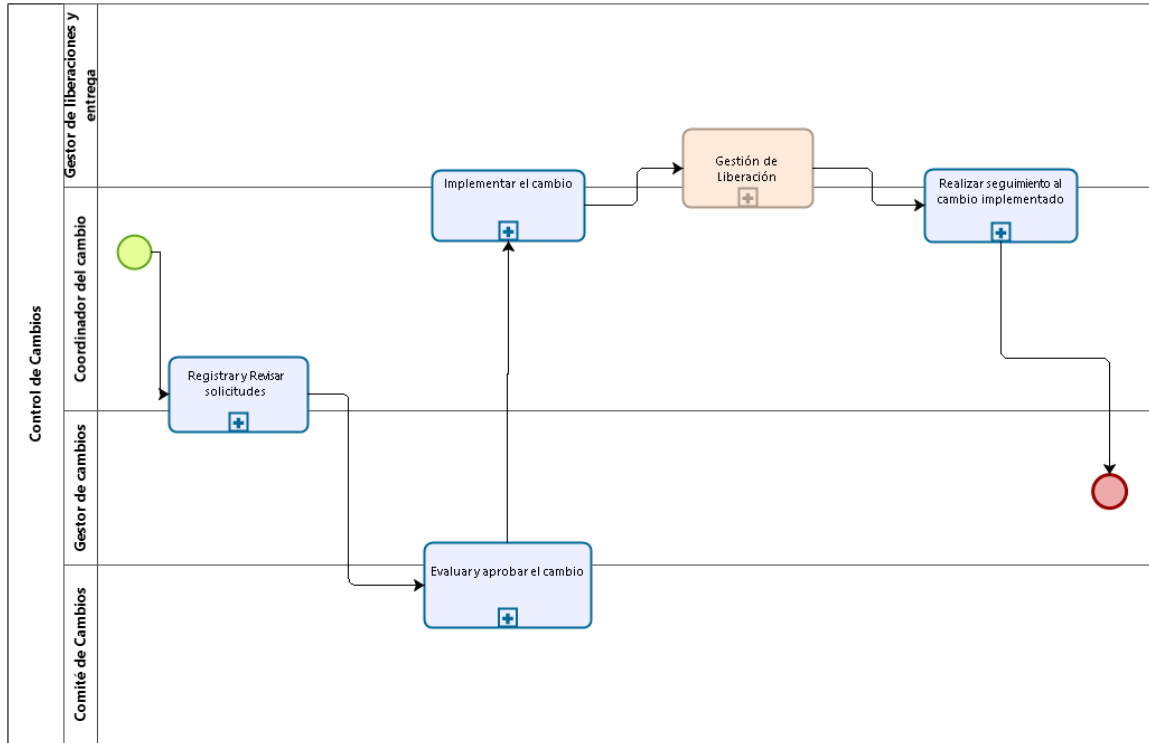 Control de Cambios
Gestor de liberaciones y
entrega
Coordinador del cambio
Gestor de cambios
Comité de Cambios
Implementar el cambio
Gestión de
Liberación
Realizar seguimiento al
cambio implementado
Registrar y Revisar
solicitudes
Evaluar y aprobar el cambio